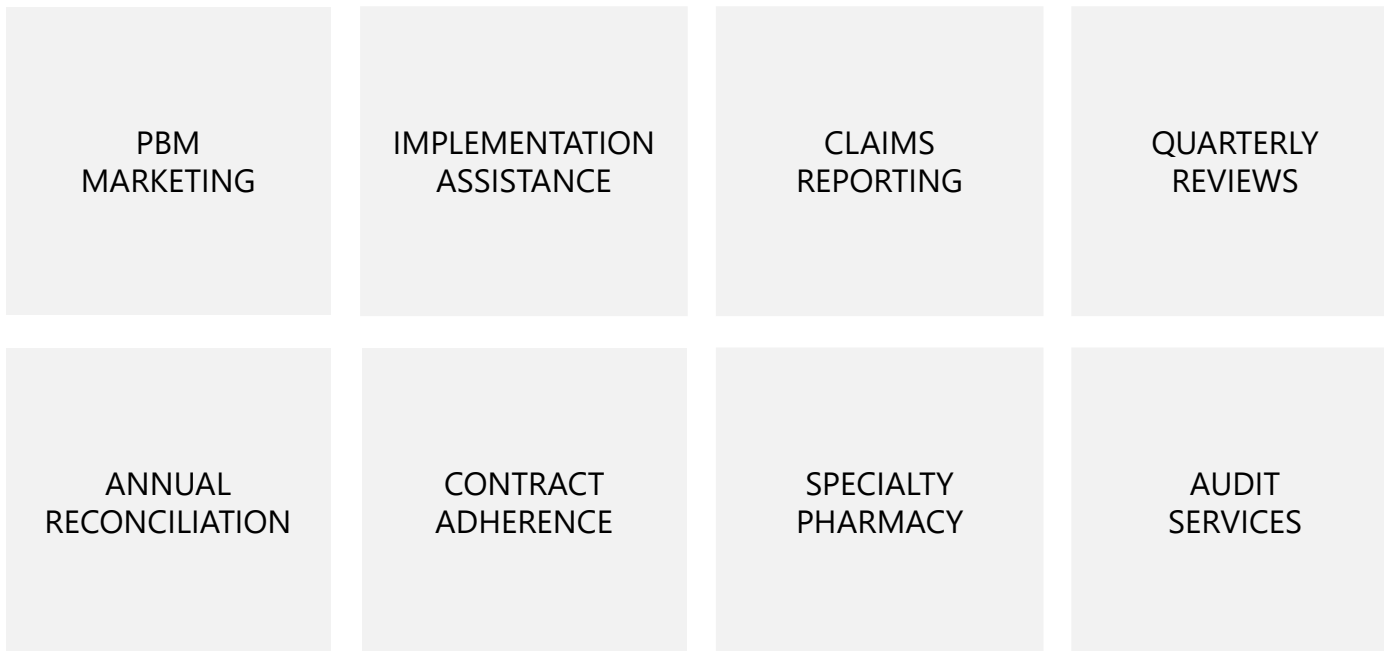 PBM
MARKETING
IMPLEMENTATION
ASSISTANCE
CLAIMS
REPORTING
QUARTERLY
REVIEWS
ANNUAL
RECONCILIATION
CONTRACT
ADHERENCE
SPECIALTY
PHARMACY
AUDIT
SERVICES